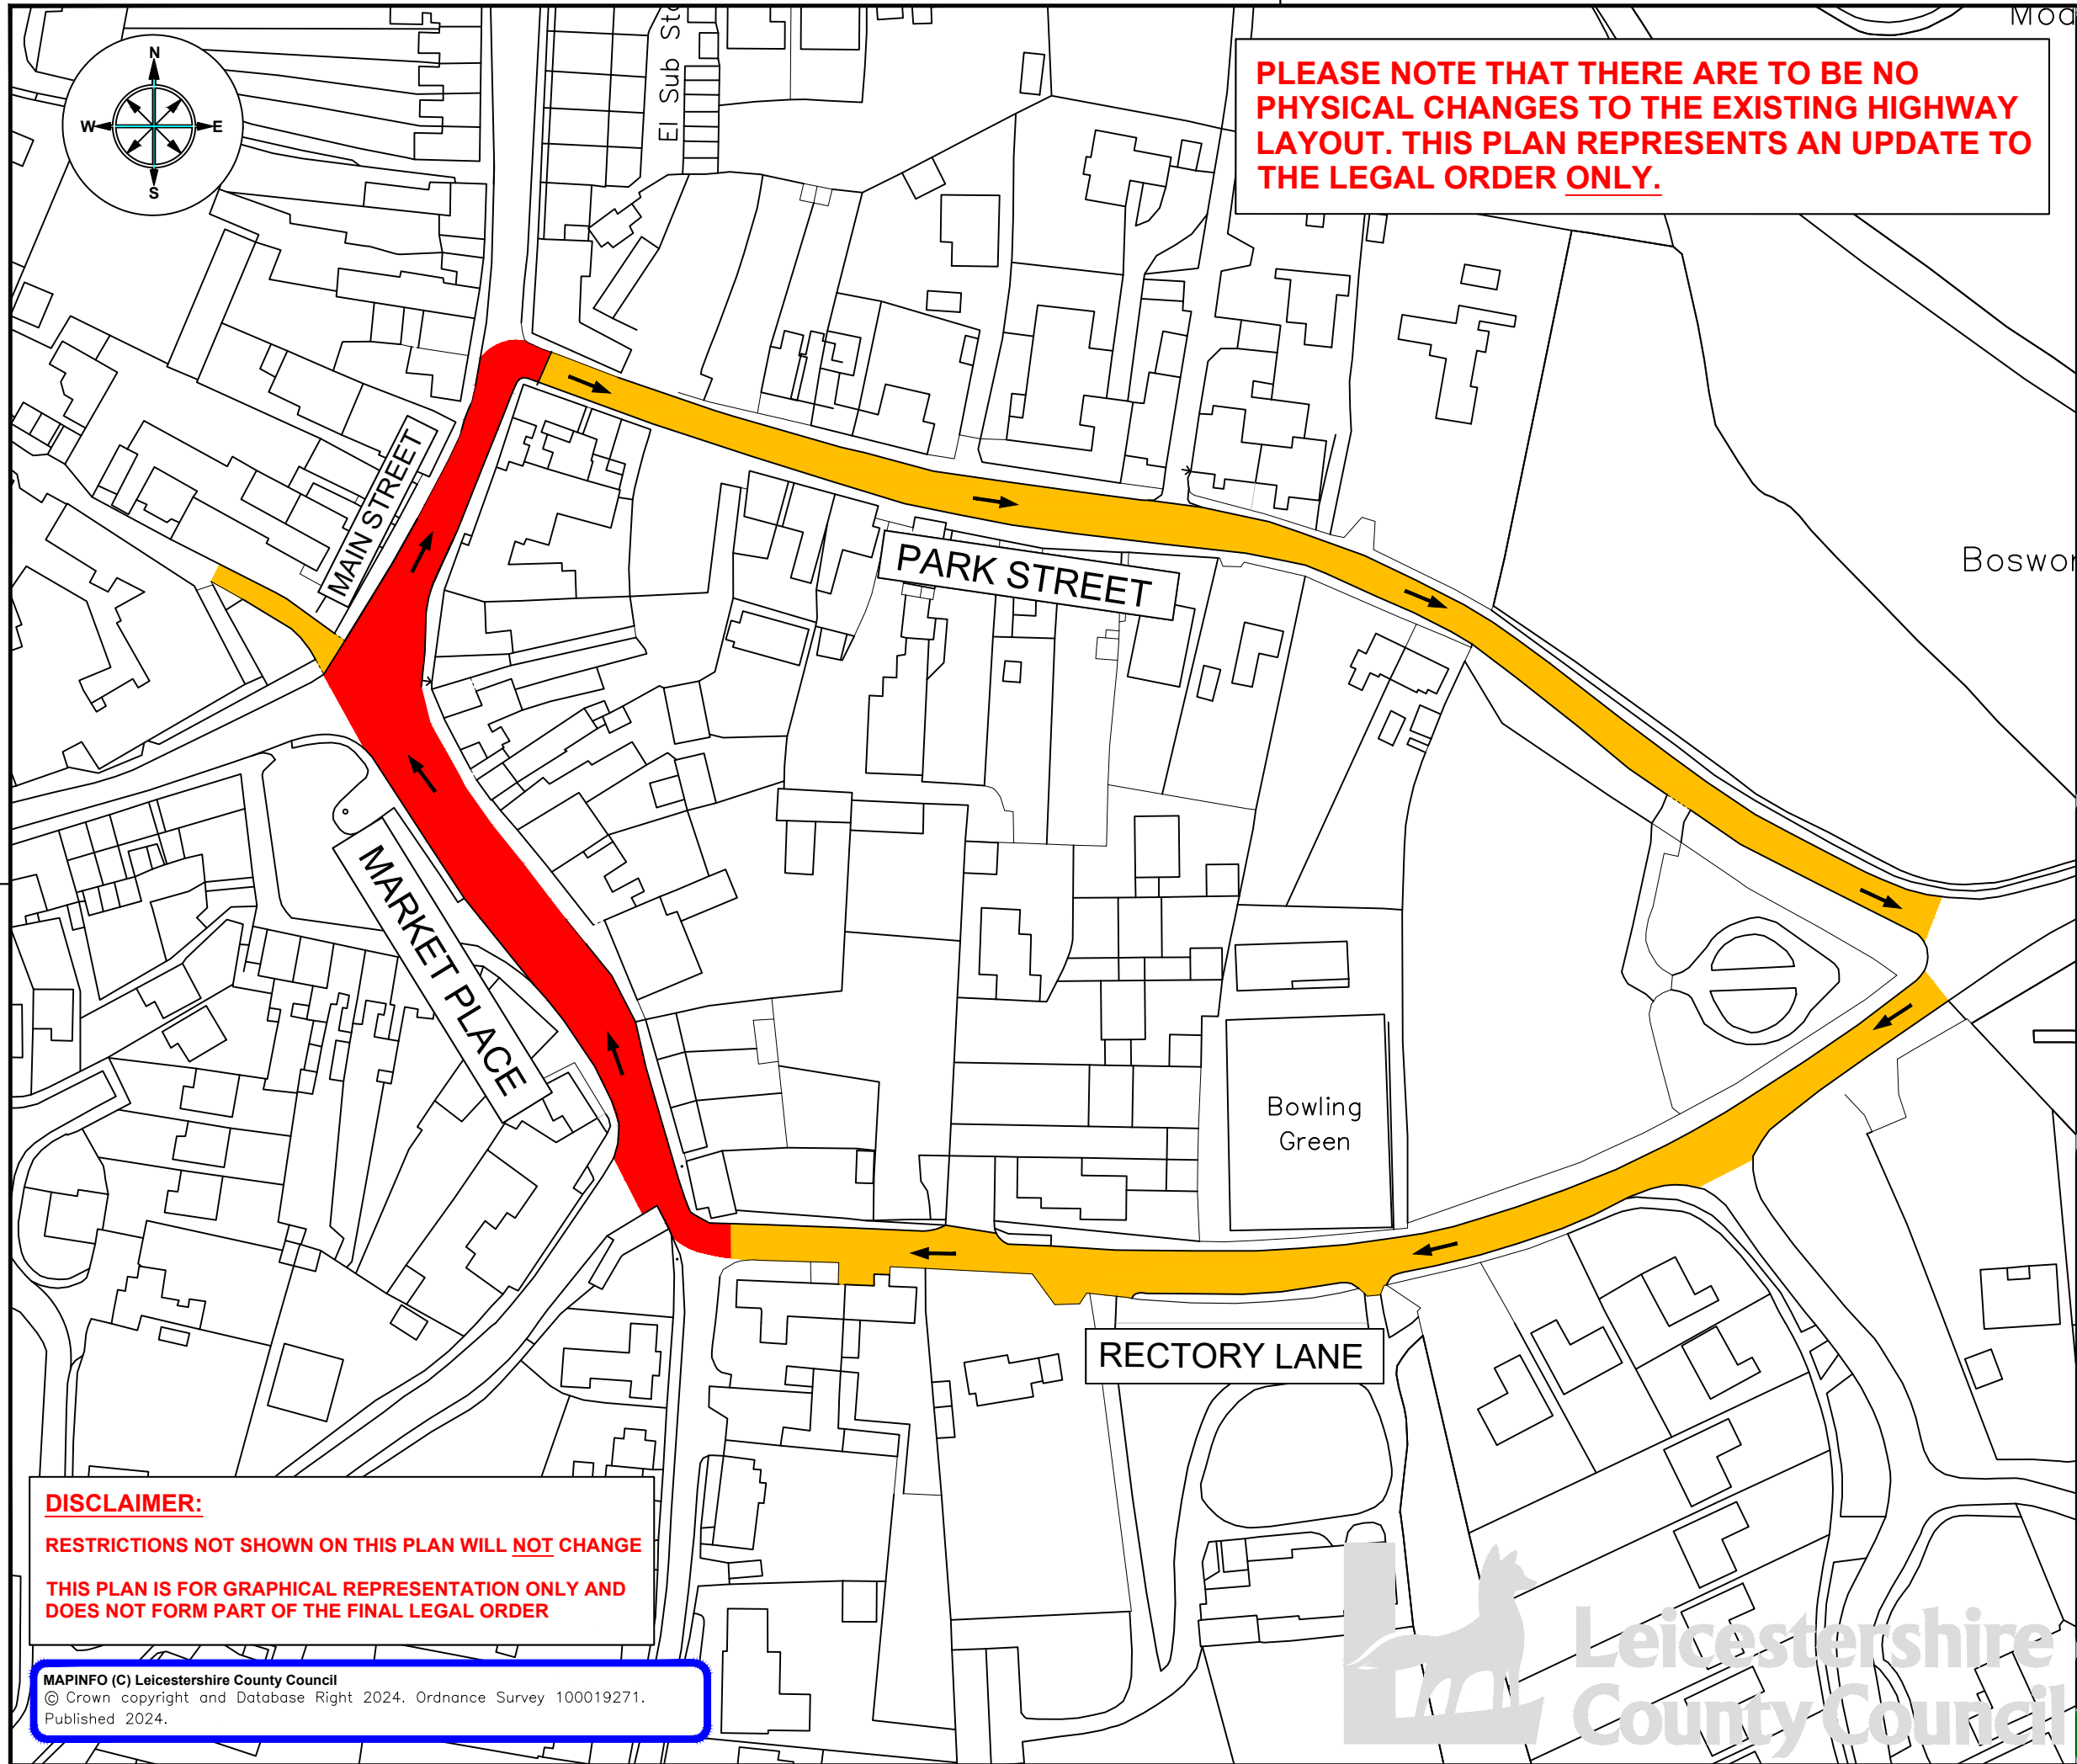 Mod
N
W
E
S
El Sub Sto
PLEASE NOTE THAT THERE ARE TO BE NO
PHYSICAL CHANGES TO THE EXISTING HIGHWAY
LAYOUT. THIS PLAN REPRESENTS AN UPDATE TO
THE LEGAL ORDER ONLY.
MAIN STREET
PARK STREET
Boswor
MARKET PLACE
Bowling
Green
RECTORY LANE
DISCLAIMER:
RESTRICTIONS NOT SHOWN ON THIS PLAN WILL NOT CHANGE
THIS PLAN IS FOR GRAPHICAL REPRESENTATION ONLY AND
DOES NOT FORM PART OF THE FINAL LEGAL ORDER
MAPINFO (C) Leicestershire County Council
© Crown copyright and Database Right 2024. Ordnance Survey 100019271.
Published 2024.
Leicestershire
County Council